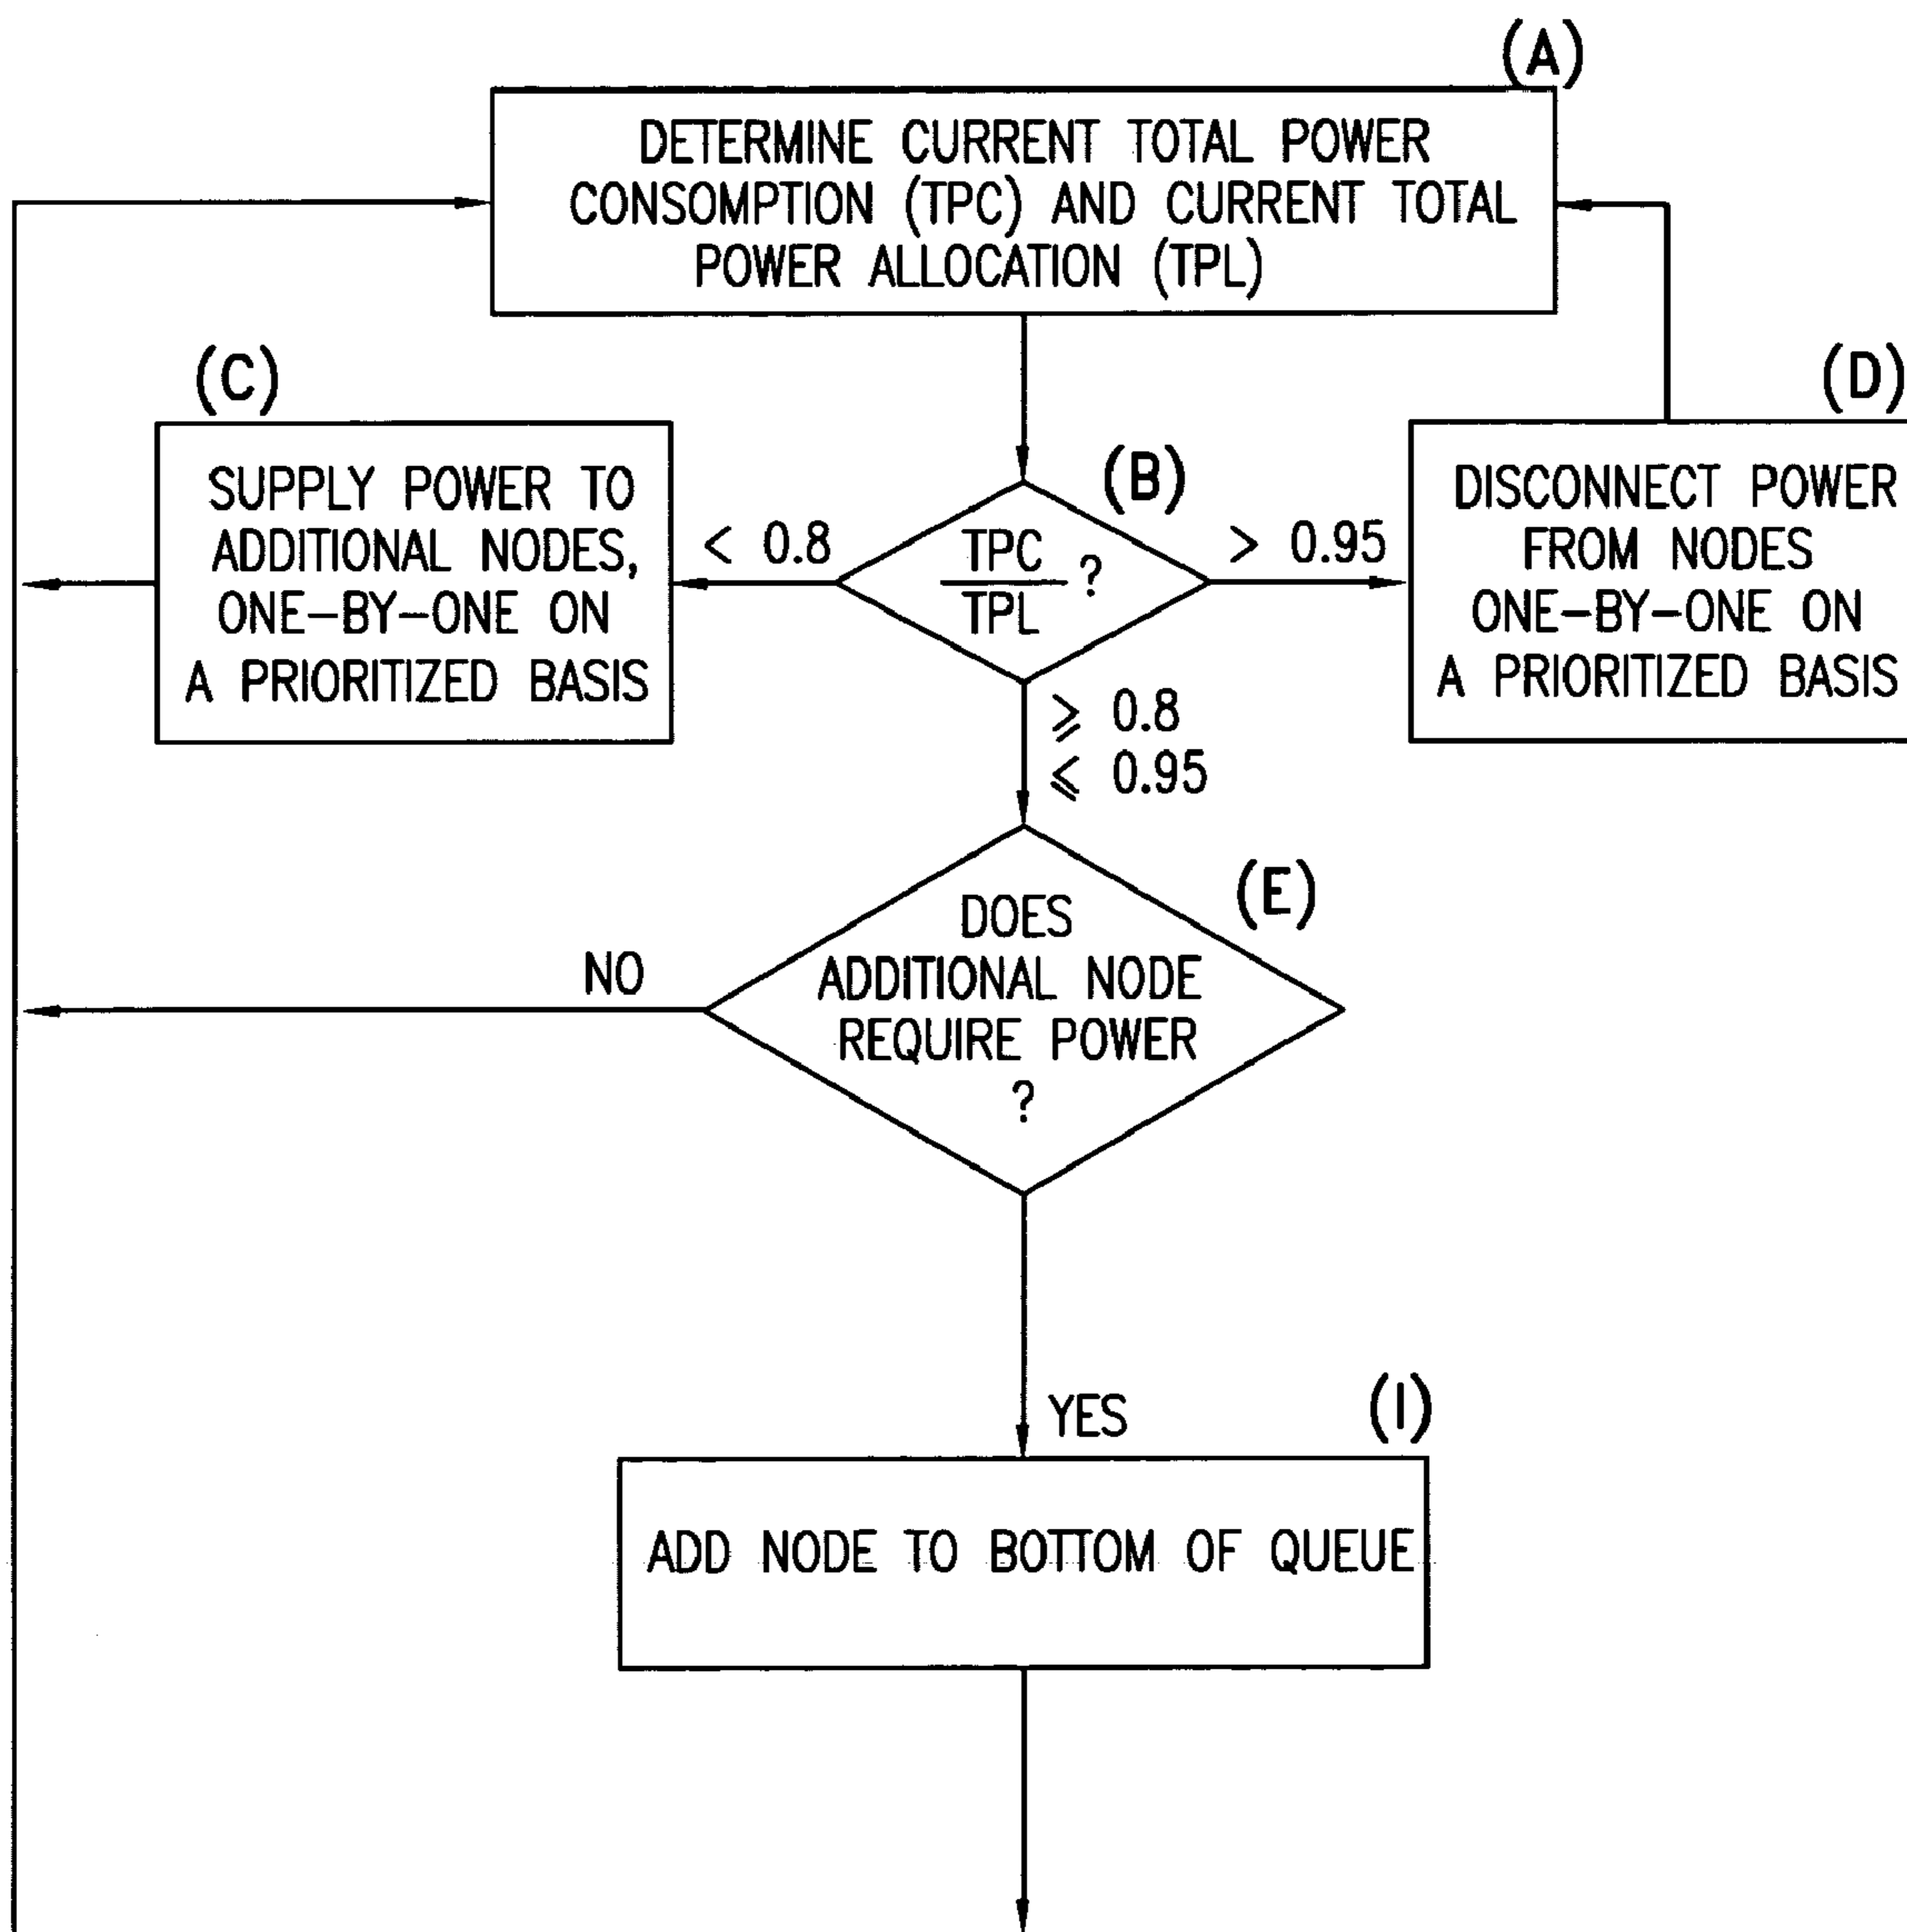 (A)
DETERMINE CURRENT TOTAL POWER
CONSOMPTION (TPC) AND CURRENT TOTAL
POWER ALLOCATION (TPL)
(C)
SUPPLY POWER TO
ADDITIONAL NODES,
ONE-BY-ONE ON
A PRIORITIZED BASIS
< 0.8
(B)
TPC
TPL
?
> 0.95
(D)
DISCONNECT POWER
FROM NODES
ONE-BY-ONE ON
A PRIORITIZED BASIS
⩾ 0.8
⩽ 0.95
(E)
DOES
ADDITIONAL NODE
REQUIRE POWER
?
NO
YES
(I)
ADD NODE TO BOTTOM OF QUEUE